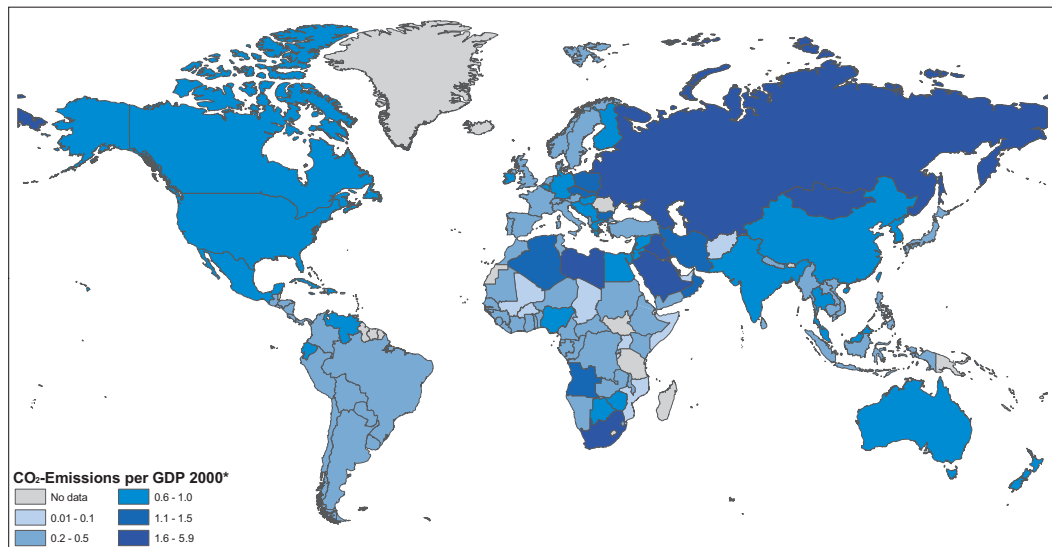 CO₂-Emissions per GDP 2000*
No data
0.01 - 0.1
0.2 - 0.5
0.6 - 1.0
1.1 - 1.5
1.6 - 5.9